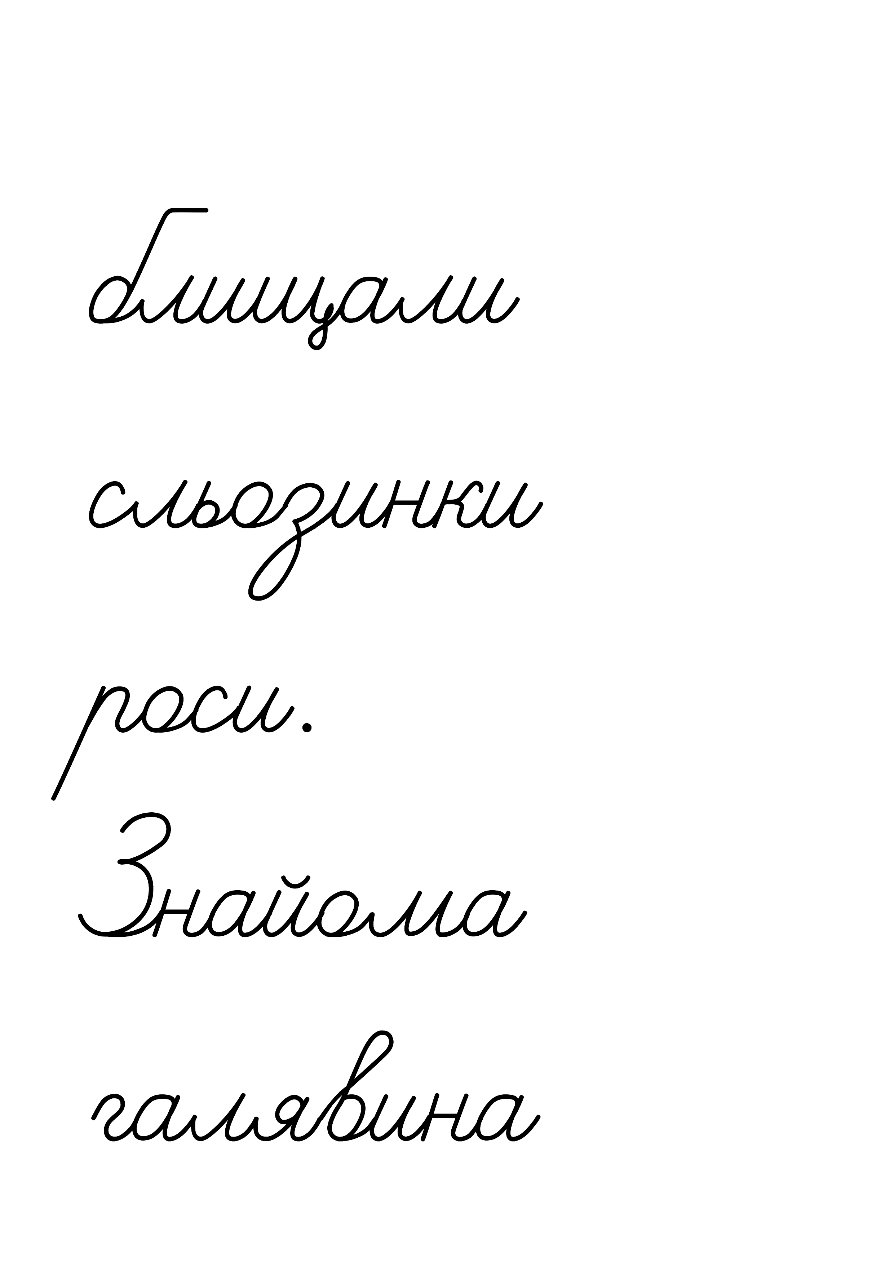 блищали
сльозинки
роси.
Знайома
галявина